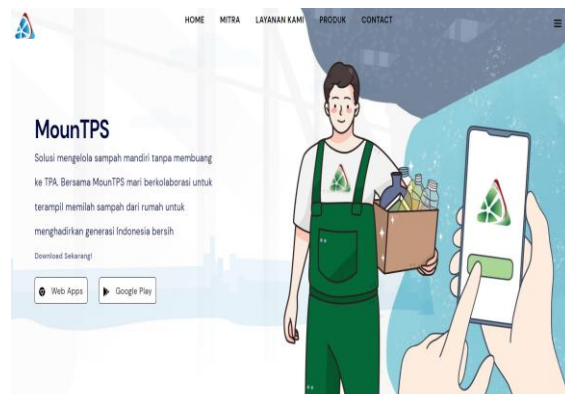 HOME MITRA LAYANAN KAMI PRODUK CONTACT
MounTPS
Solusi mengelola sampah mandiri tanpa membuang
ke TPA. Bersama MounTPS mari berkolaborasi untuk
terampil memilah sampah dari rumah untuk
menghadirkan generasi Indonesia bersih
Download Sekarang!
Web Apps Google Play